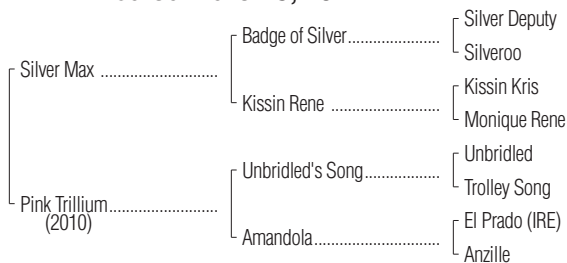 Silver Deputy
Badge of Silver
Silveroo
Silver Max
Kissin Kris
Kissin Rene
Monique Rene
Unbridled
Unbridled's Song
Trolley Song
Pink Trillium
(2010)
El Prado (IRE)
Amandola
Anzille